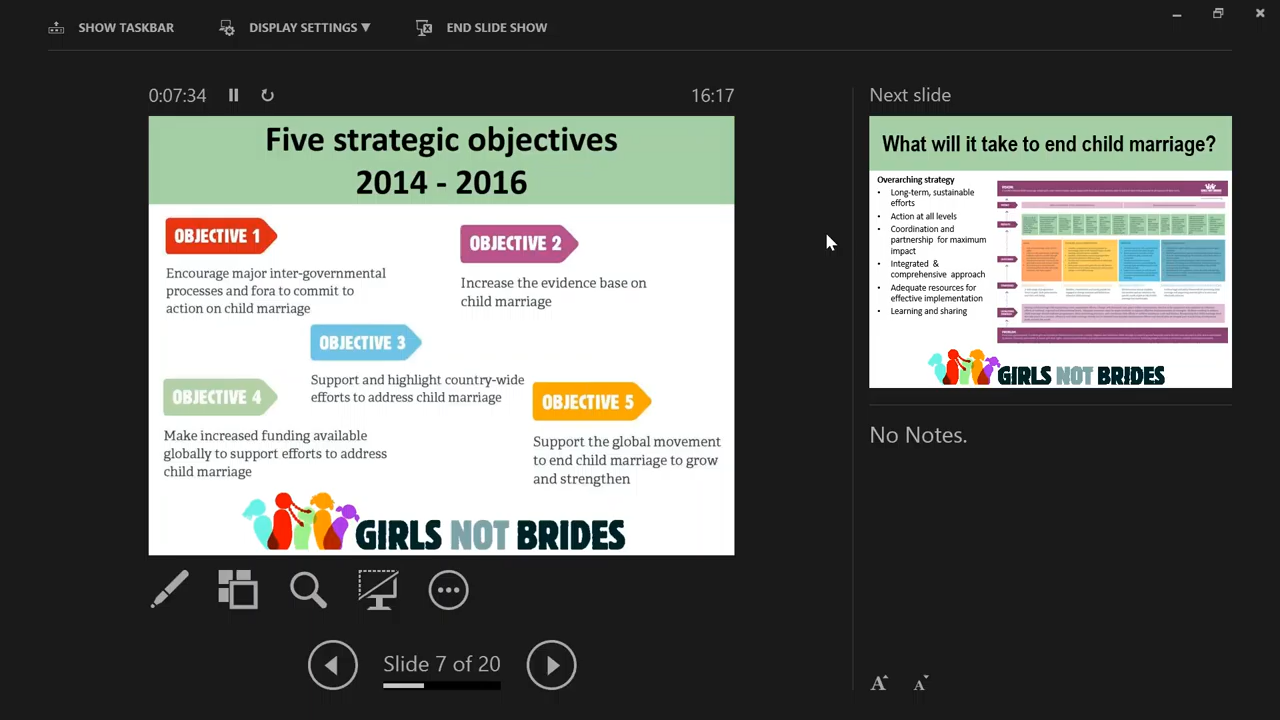 SHOW TASKBAR
DISPLAY SETTINGS
END SLIDE SHOW
0:07:34
16:17
Five strategic objectives
2014 - 2016
OBJECTIVE 1
Encourage major inter-governmental
processes and fora to commit to
action on child marriage
OBJECTIVE 2
Increase the evidence base on
child marriage
OBJECTIVE 3
Support and highlight country-wide
efforts to address child marriage
OBJECTIVE 4
Make increased funding available
globally to support efforts to address
child marriage
OBJECTIVE 5
Support the global movement
to end child marriage to grow
and strengthen
GIRLS NOT BRIDES
Slide 7 of 20
Next slide
What will it take to end child marriage?
Overarching strategy
• Long-term, sustainable
efforts
• Action at all levels
• Coordination and
partnership for maximum
impact
• Integrated &
comprehensive approach
• Adequate resources for
effective implementation
• Learning and sharing
GIRLS NOT BRIDES
No Notes.
A A